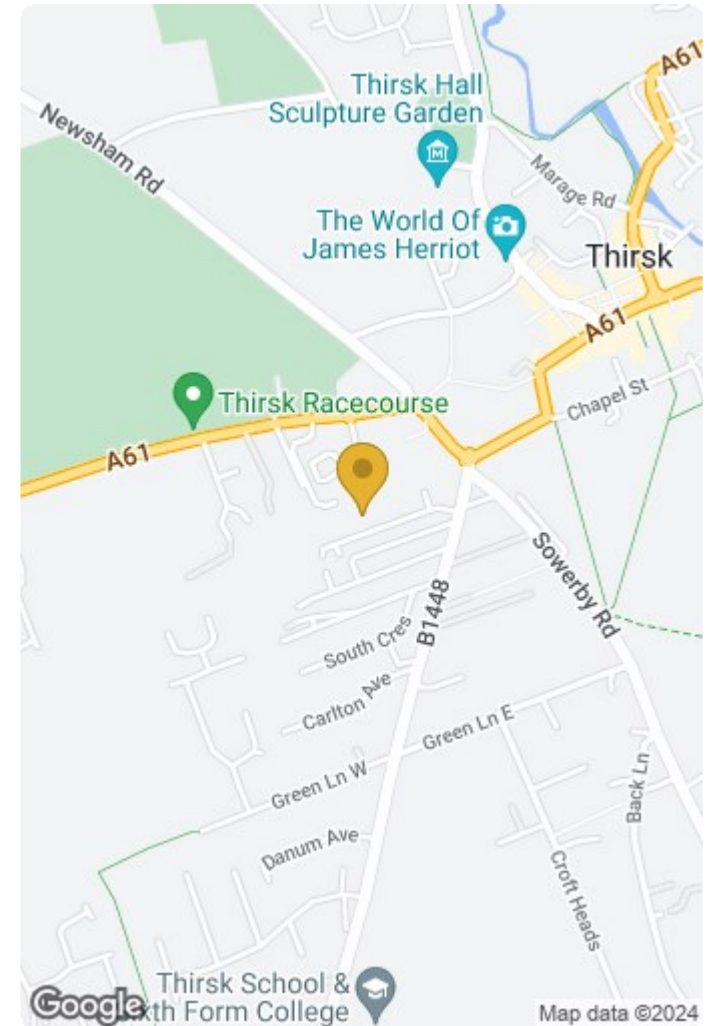 A61
Thirsk Hall
Sculpture Garden
Newsham Rd
Marage Rd
The World Of
James Herriot
Thirsk
A61
Thirsk Racecourse
Chapel St
A61
Sowerby Rd
B1448
South Cres
Carlton Ave
Green Ln E
Green Ln W
Back Ln
Danum Ave
Croft Heads
Thirsk School &
Sixth Form College
Google
Map data ©2024